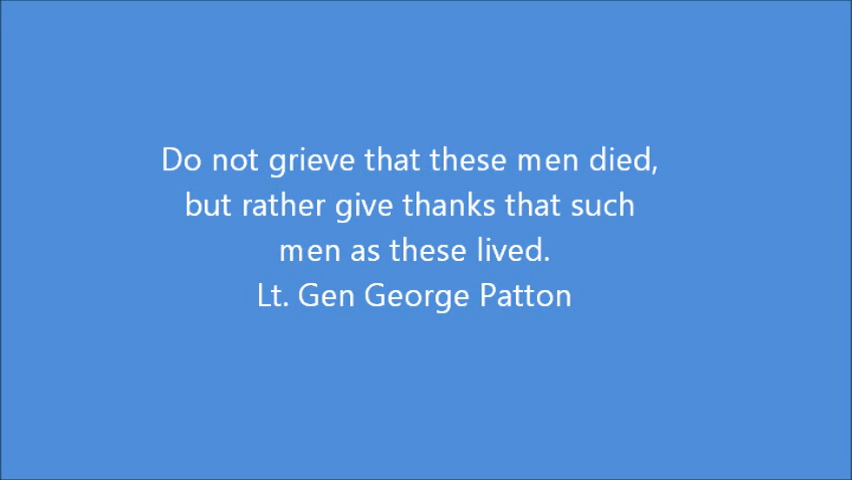 Do not grieve that these men died,
but rather give thanks that such
men as these lived.
Lt. Gen George Patton